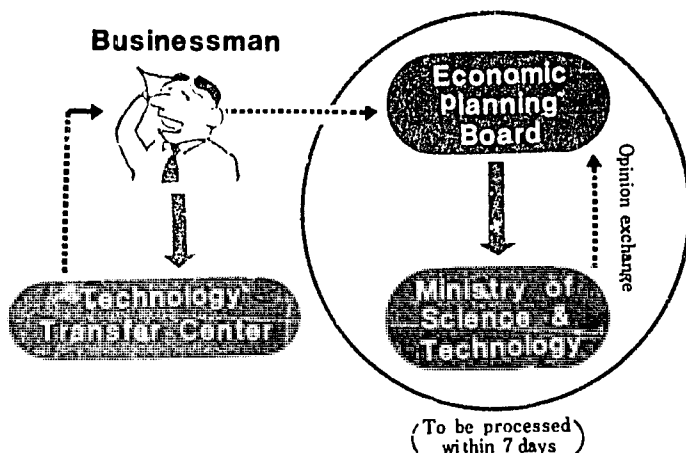 Businessman
Economic
Planning
Board
Opinion exchange
Technology
Transfer Center
Ministry of
Science &
Technology
(To be processed
within 7 days)